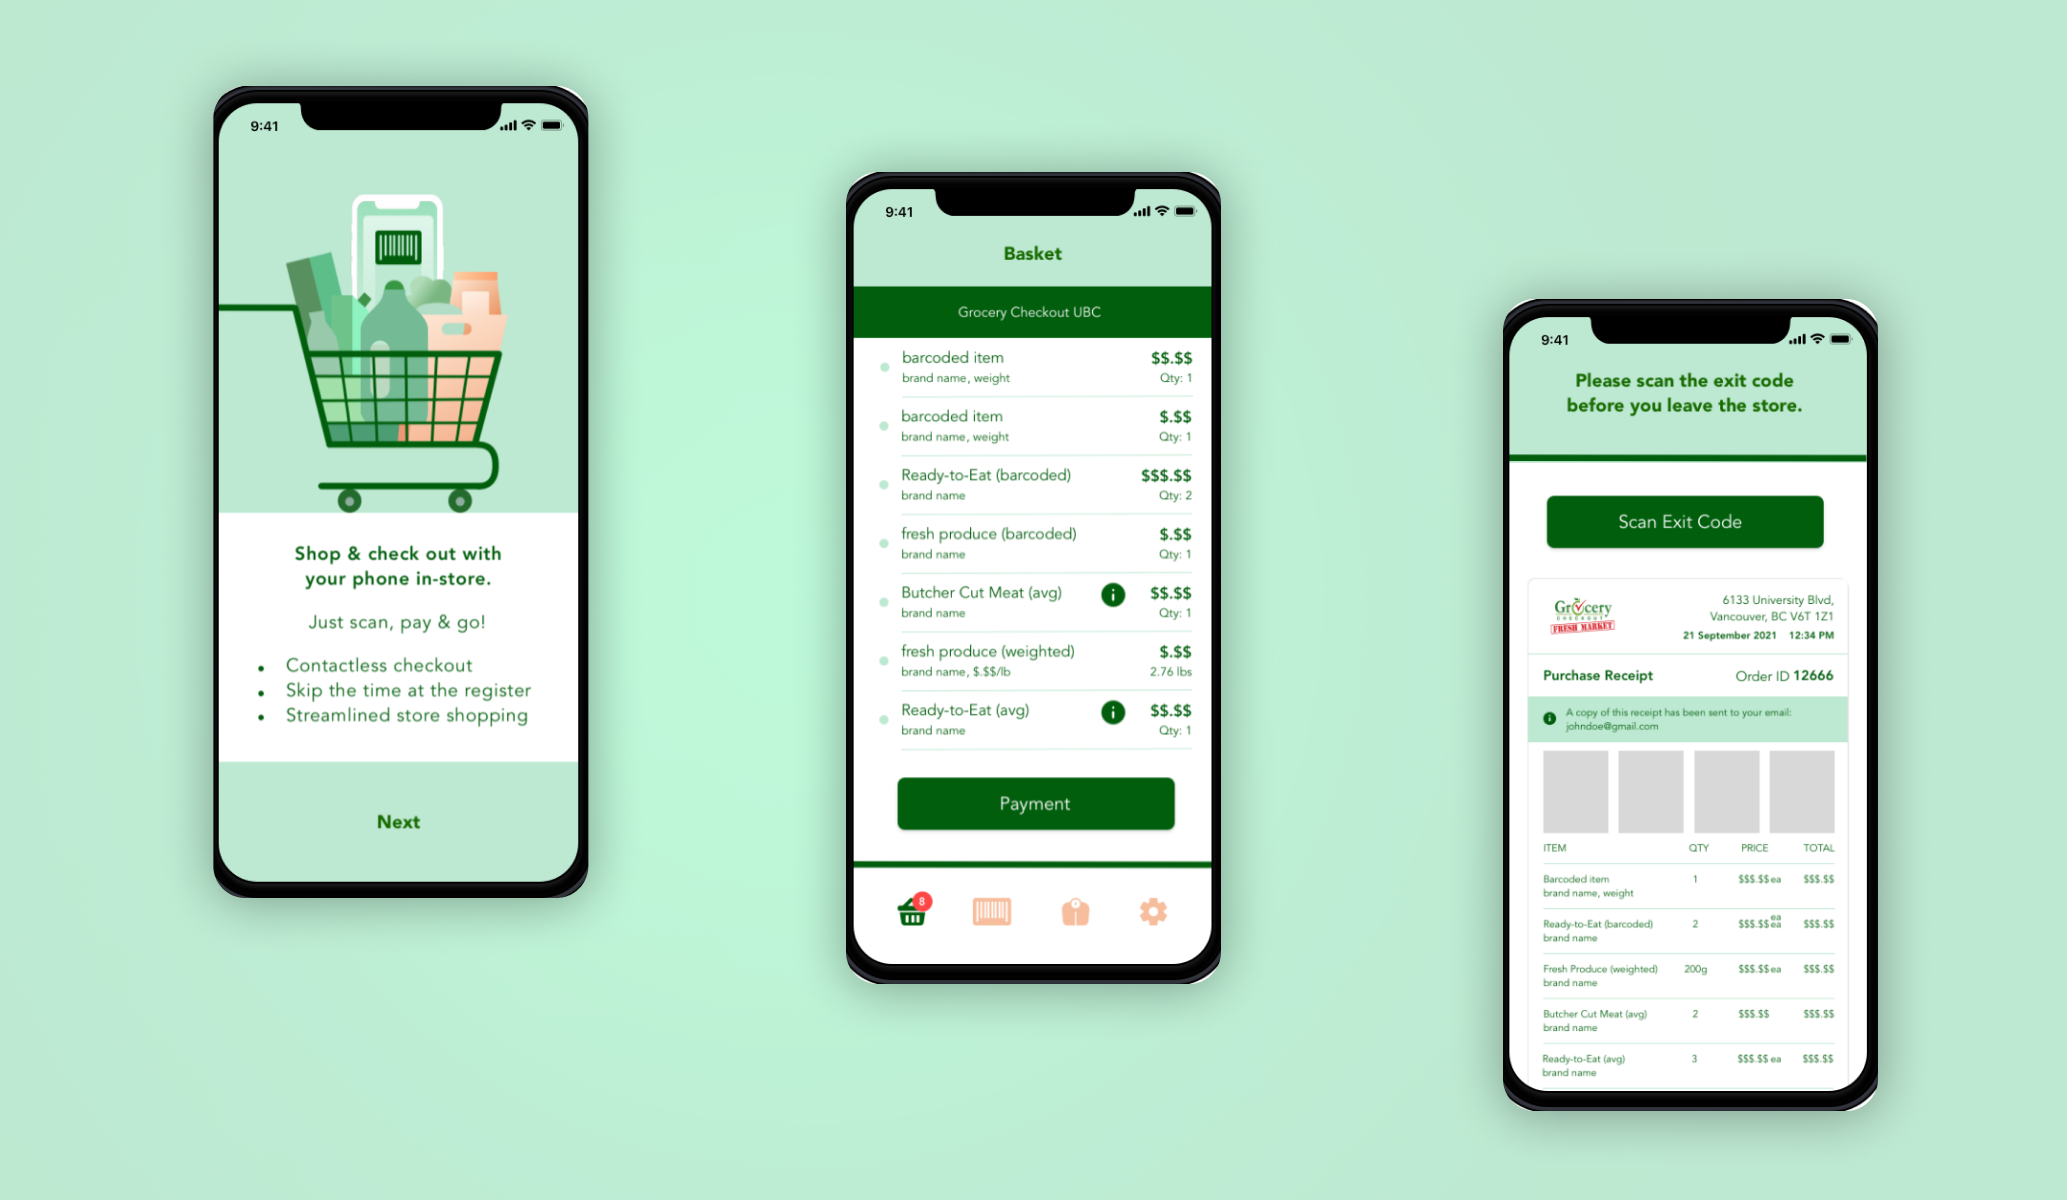 9:41
Shop & check out with
your phone in-store.
Just scan, pay & go!
• Contactless checkout
• Skip the time at the register
• Streamlined store shopping
Next
9:41
Basket
Grocery Checkout UBC
barcoded item $$.$$
brand name, weight Qty: 1
barcoded item $.$$
brand name, weight Qty: 1
Ready-to-Eat (barcoded) $$$.$$
brand name Qty: 2
fresh produce (barcoded) $.$$
brand name Qty: 1
Butcher Cut Meat (avg) i $$.$$
brand name Qty: 1
fresh produce (weighted) $.$$
brand name, $.$$/lb 2.76 lbs
Ready-to-Eat (avg) i $$.$$
brand name Qty: 1
Payment
8
9:41
Please scan the exit code
before you leave the store.
Scan Exit Code
Grocery
CHECKOUT
FRESH MARKET
6133 University Blvd,
Vancouver, BC V6T 1Z1
21 September 2021 12:34 PM
Purchase Receipt Order ID 12666
i A copy of this receipt has been sent to your email:
johndoe@gmail.com
ITEM QTY PRICE TOTAL
Barcoded item 1 $$$.$$ ea $$$.$$
brand name, weight
Ready-to-Eat (barcoded) 2 $$$.$$ ea ea $$$.$$
brand name
Fresh Produce (weighted) 200g $$$.$$ ea $$$.$$
brand name
Butcher Cut Meat (avg) 2 $$$.$$ $$$.$$
brand name
Ready-to-Eat (avg) 3 $$$.$$ ea $$$.$$
brand name